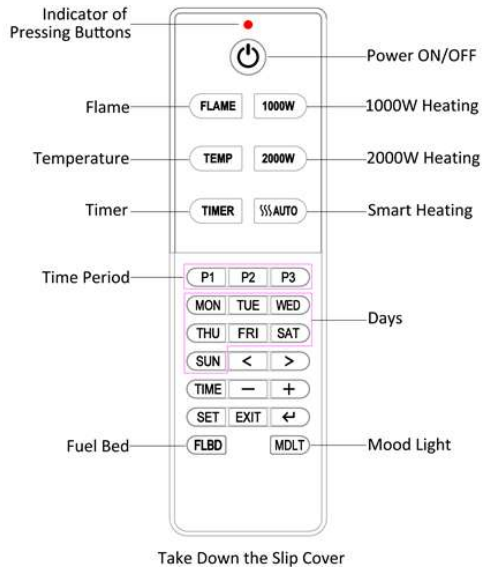 Indicator of
Pressing Buttons
Power ON/OFF
Flame FLAME 1000W 1000W Heating
Temperature TEMP 2000W 2000W Heating
Timer TIMER AUTO Smart Heating
Time Period P1 P2 P3
MON TUE WED
Days
THU FRI SAT
SUN < >
TIME − +
SET EXIT ↵
Fuel Bed FLBD MDLT Mood Light
Take Down the Slip Cover